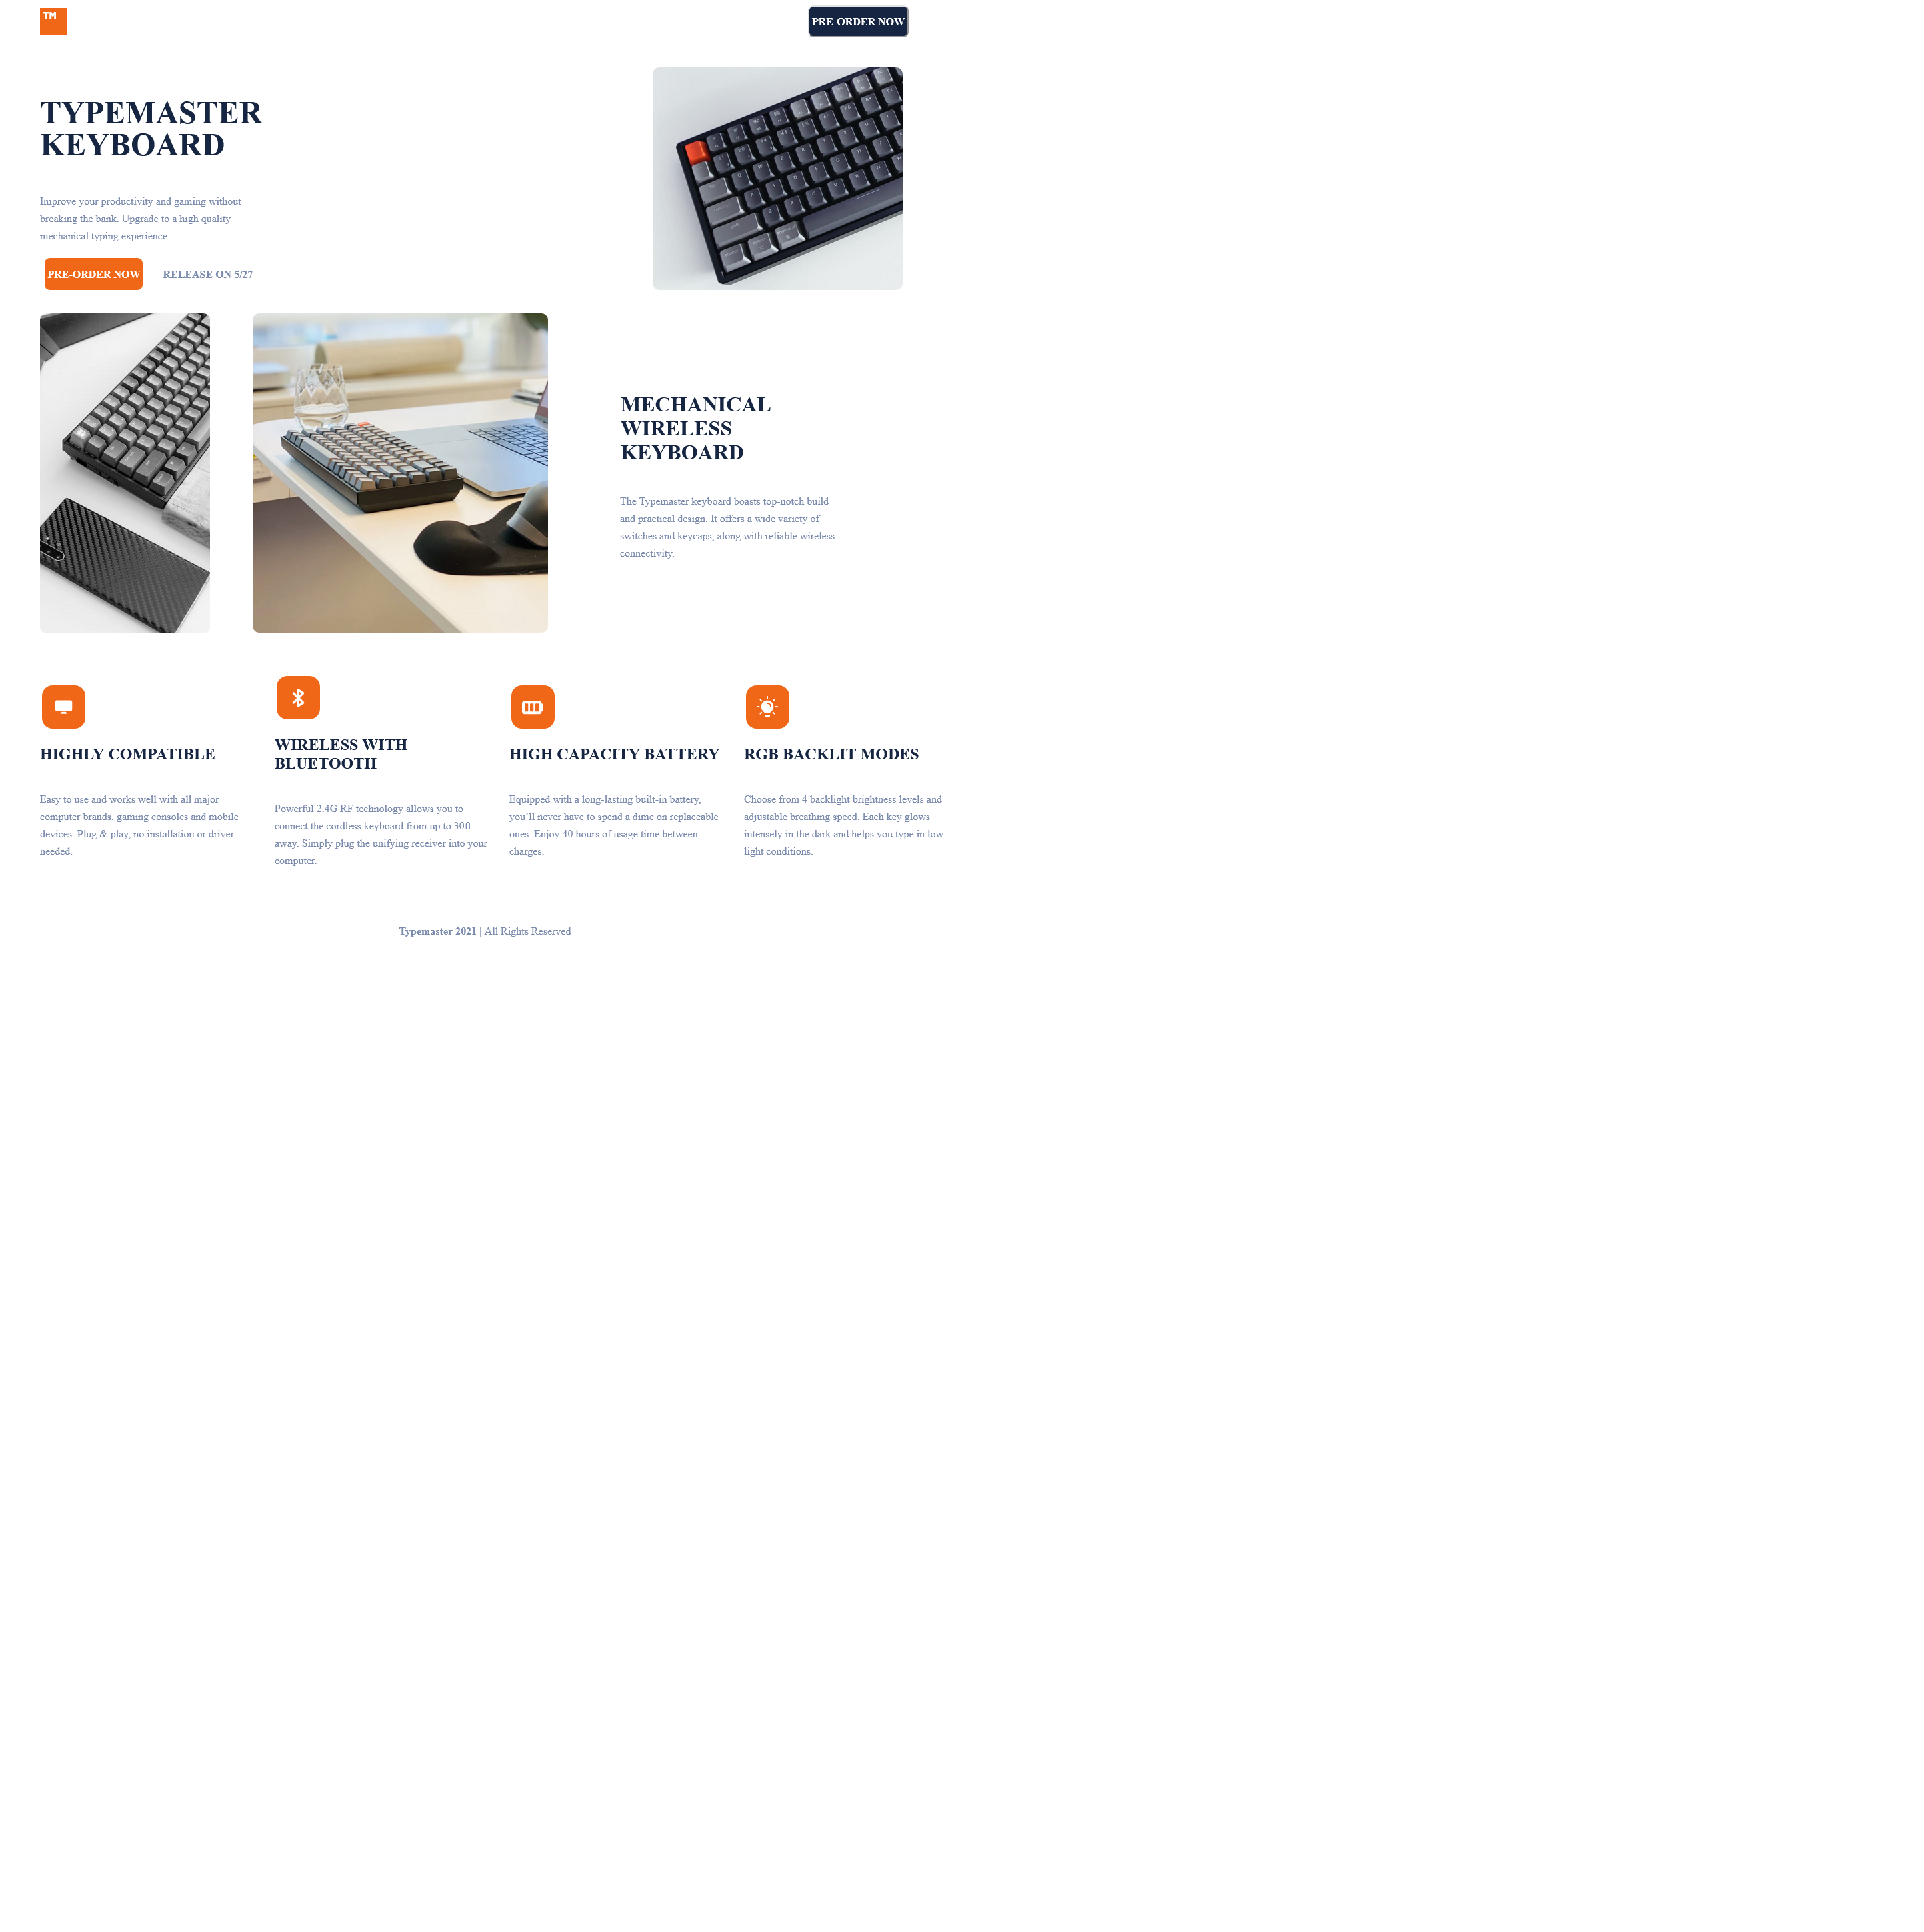 TM
PRE-ORDER NOW
TYPEMASTER
KEYBOARD
Improve your productivity and gaming without
breaking the bank. Upgrade to a high quality
mechanical typing experience.
PRE-ORDER NOW
RELEASE ON 5/27
MECHANICAL
WIRELESS
KEYBOARD
The Typemaster keyboard boasts top-notch build
and practical design. It offers a wide variety of
switches and keycaps, along with reliable wireless
connectivity.
HIGHLY COMPATIBLE
Easy to use and works well with all major
computer brands, gaming consoles and mobile
devices. Plug & play, no installation or driver
needed.
WIRELESS WITH
BLUETOOTH
Powerful 2.4G RF technology allows you to
connect the cordless keyboard from up to 30ft
away. Simply plug the unifying receiver into your
computer.
HIGH CAPACITY BATTERY
Equipped with a long-lasting built-in battery,
you’ll never have to spend a dime on replaceable
ones. Enjoy 40 hours of usage time between
charges.
RGB BACKLIT MODES
Choose from 4 backlight brightness levels and
adjustable breathing speed. Each key glows
intensely in the dark and helps you type in low
light conditions.
Typemaster 2021 | All Rights Reserved